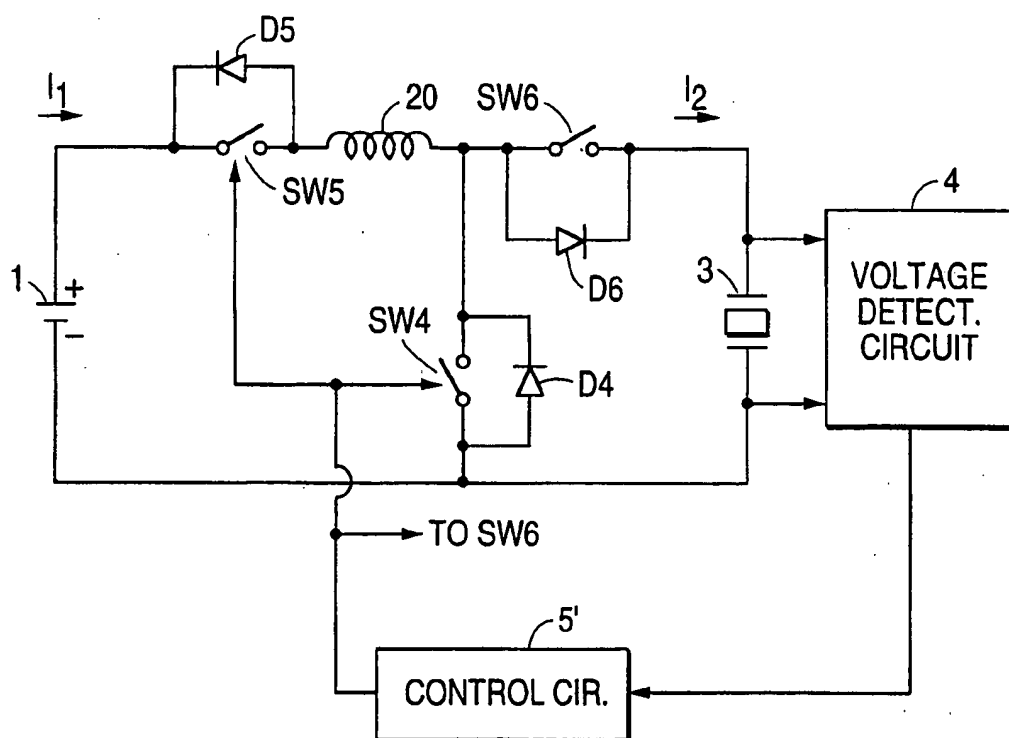 D5
I1
20
SW6
I2
SW5
4
1
+
−
D6
3
VOLTAGE
DETECT.
CIRCUIT
SW4
D4
TO SW6
5'
CONTROL CIR.